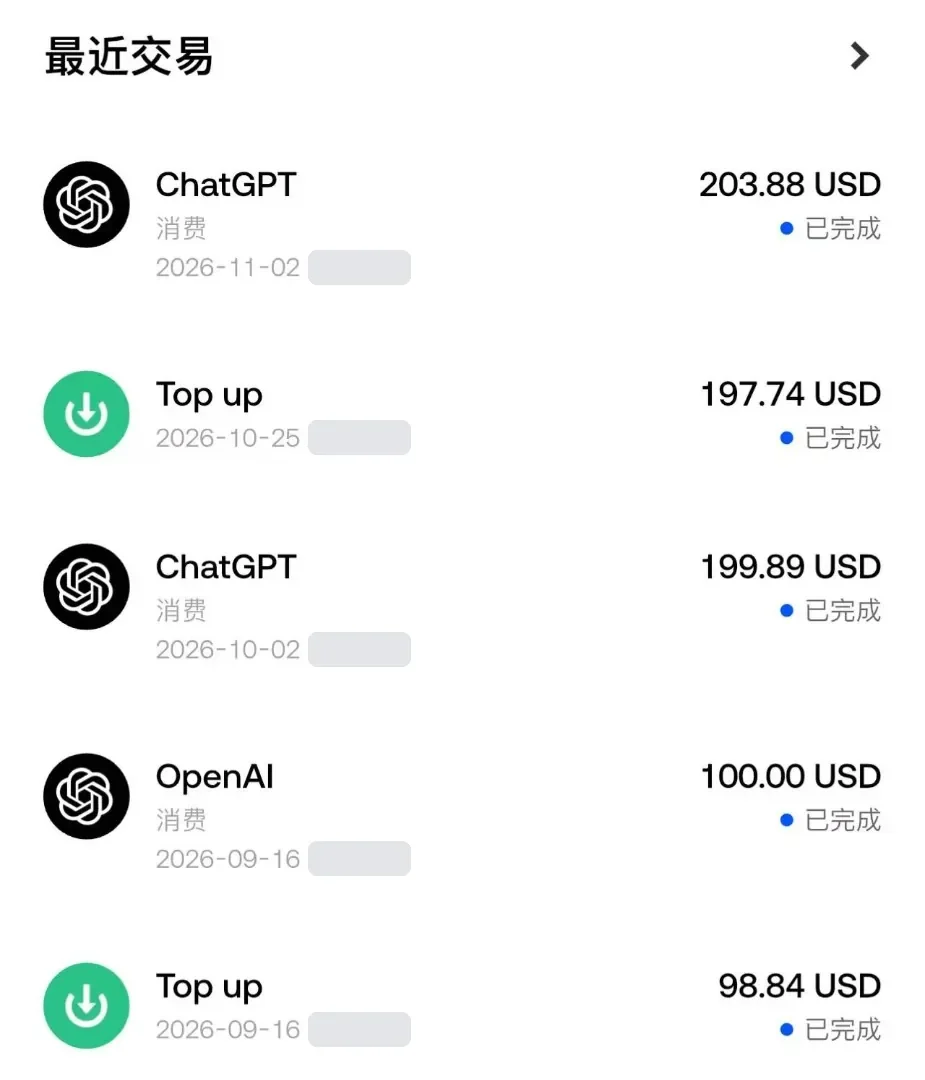 最近交易
ChatGPT
203.88 USD
消费
已完成
2026-11-02
Top up
197.74 USD
2026-10-25
已完成
ChatGPT
199.89 USD
消费
已完成
2026-10-02
OpenAI
100.00 USD
消费
已完成
2026-09-16
Top up
98.84 USD
2026-09-16
已完成